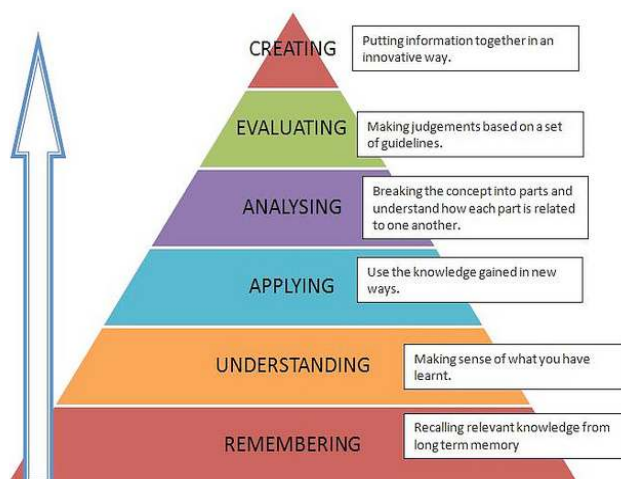 CREATING
Putting information together in an
innovative way.
EVALUATING
Making judgements based on a set
of guidelines.
ANALYSING
Breaking the concept into parts and
understand how each part is related
to one another.
APPLYING
Use the knowledge gained in new
ways.
UNDERSTANDING
Making sense of what you have
learnt.
REMEMBERING
Recalling relevant knowledge from
long term memory